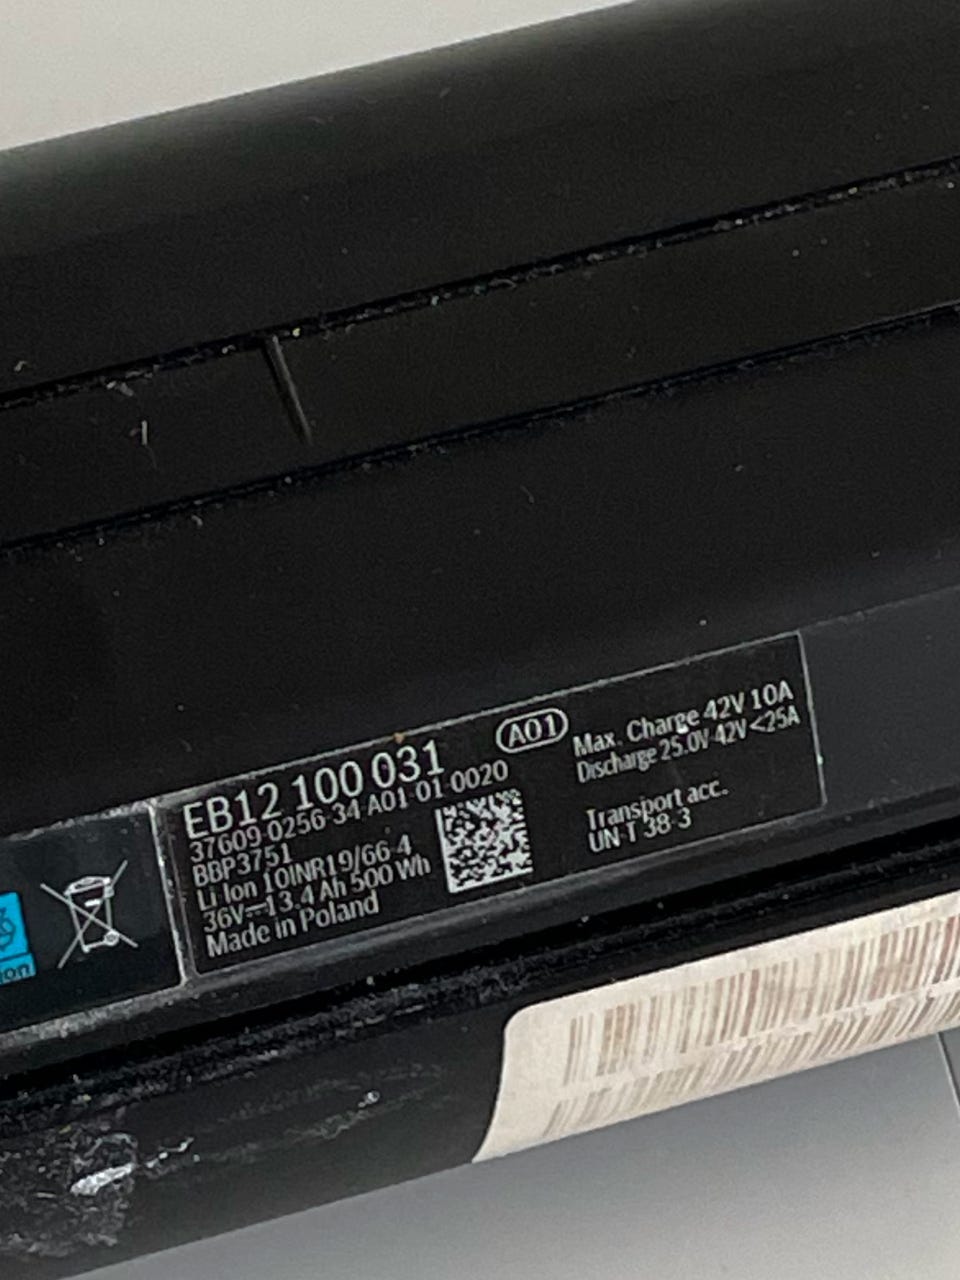 EB12 100 031
A01
37609-0256-34 A01-01-0020
BBP3751
Li Ion 10INR19/66-4
36V⎓13.4 Ah 500 Wh
Made in Poland
Max. Charge 42V 10A
Discharge 25.0V-42V<25A
Transport acc.
UN-T 38-3